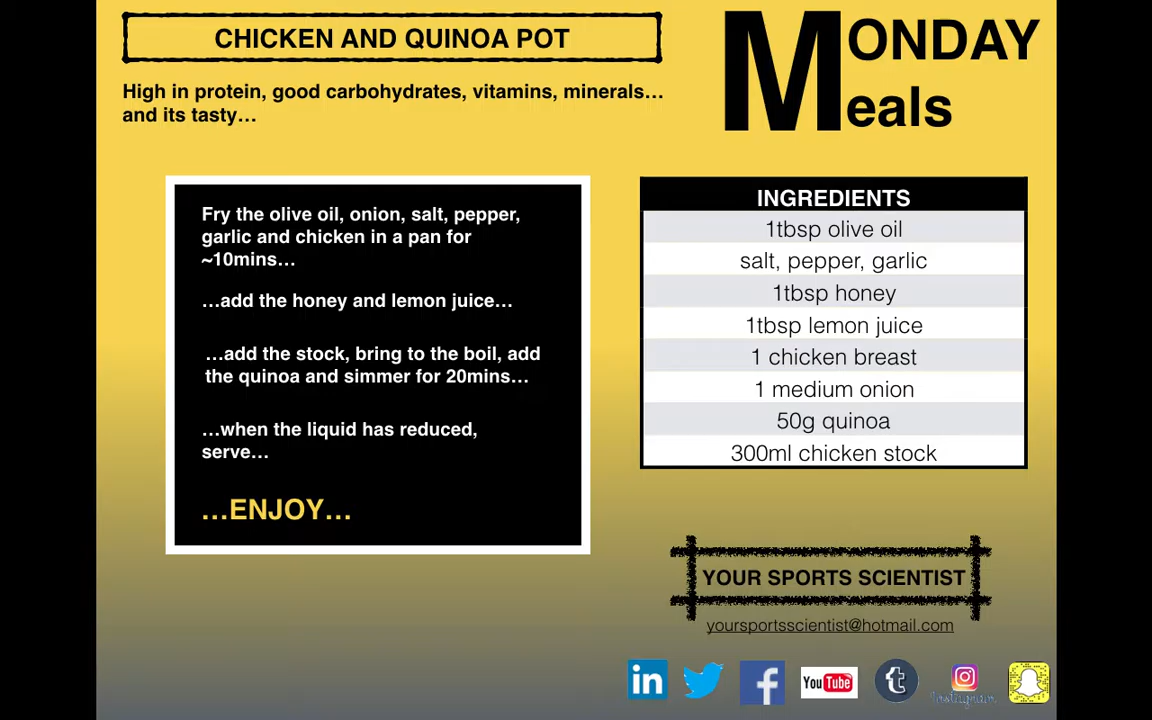 CHICKEN AND QUINOA POT
High in protein, good carbohydrates, vitamins, minerals…
and its tasty…
MONDAY
Meals
Fry the olive oil, onion, salt, pepper,
garlic and chicken in a pan for
~10mins…
…add the honey and lemon juice…
…add the stock, bring to the boil, add
the quinoa and simmer for 20mins…
…when the liquid has reduced,
serve…
…ENJOY…
INGREDIENTS
1tbsp olive oil
salt, pepper, garlic
1tbsp honey
1tbsp lemon juice
1 chicken breast
1 medium onion
50g quinoa
300ml chicken stock
YOUR SPORTS SCIENTIST
yoursportsscientist@hotmail.com
in
f
You Tube
t
Instagram